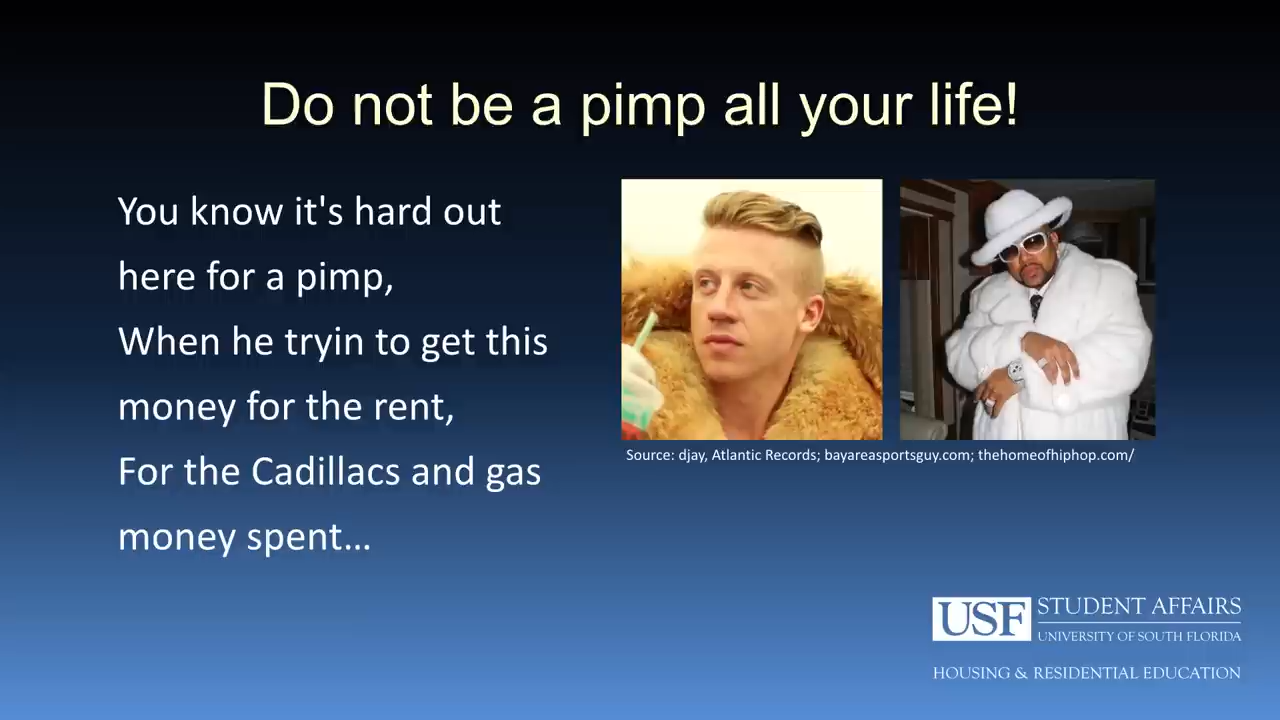 Do not be a pimp all your life!
You know it's hard out
here for a pimp,
When he tryin to get this
money for the rent,
For the Cadillacs and gas
money spent…
Source: djay, Atlantic Records; bayareasportsguy.com; thehomeofhiphop.com/
USF STUDENT AFFAIRS
UNIVERSITY OF SOUTH FLORIDA
HOUSING & RESIDENTIAL EDUCATION